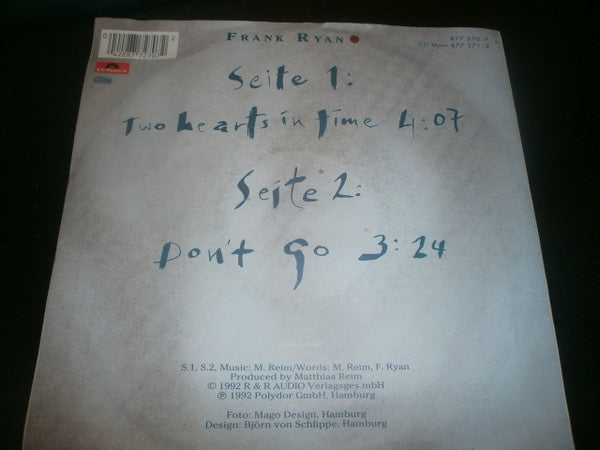 FRANK RYAN
877 270-7
CD Maxi 877 271-2
Polydor
Seite 1:
Two hearts in time 4:07
Seite 2:
Don't go 3:24
S.1, S.2, Music: M. Reim/Words: M. Reim, F. Ryan
Produced by Matthias Reim
© 1992 R & R AUDIO Verlagsges.mbH
℗ 1992 Polydor GmbH, Hamburg
Foto: Mago Design, Hamburg
Design: Björn von Schlippe, Hamburg